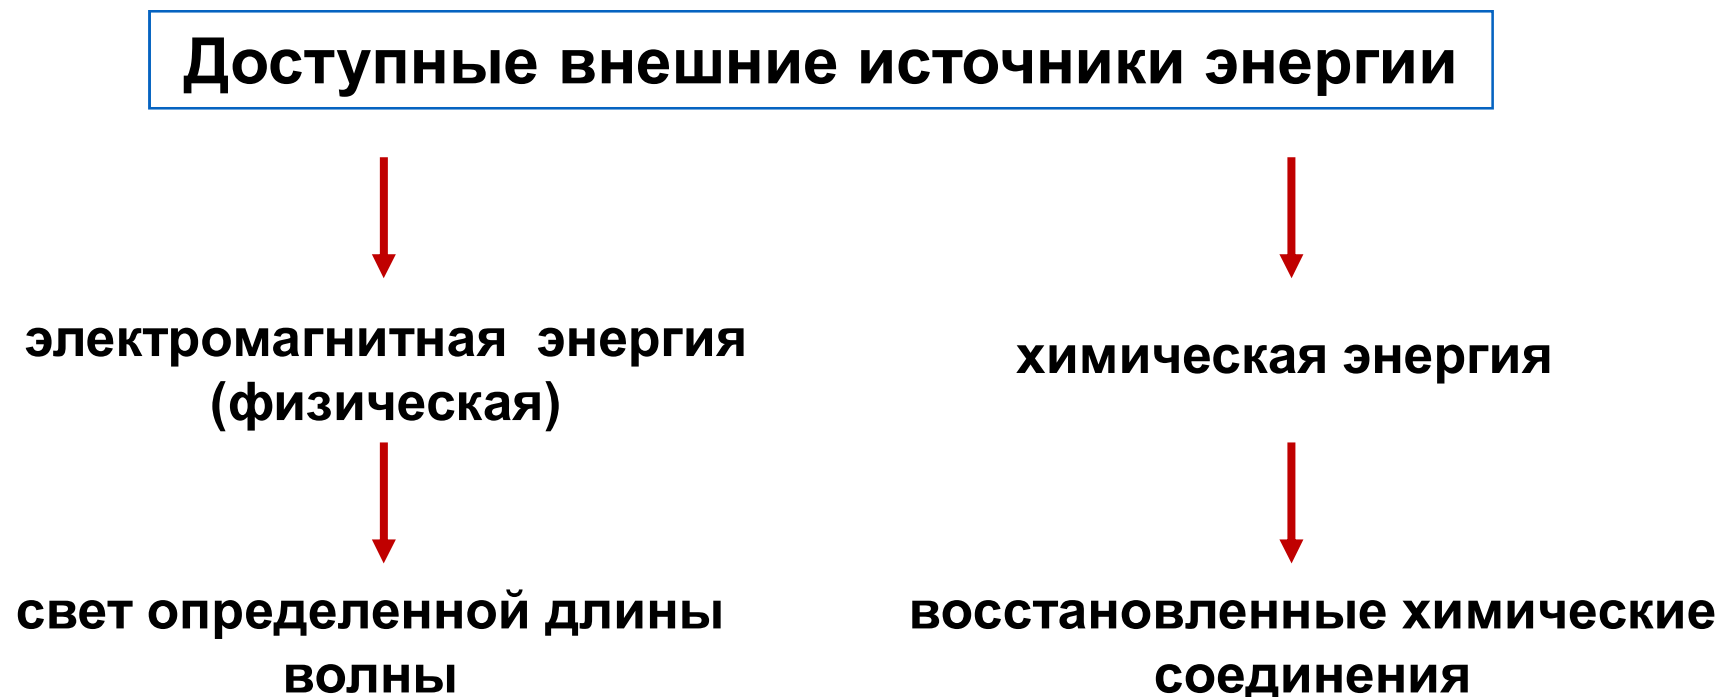 Доступные внешние источники энергии
электромагнитная энергия
(физическая)
химическая энергия
свет определенной длины
волны
восстановленные химические
соединения